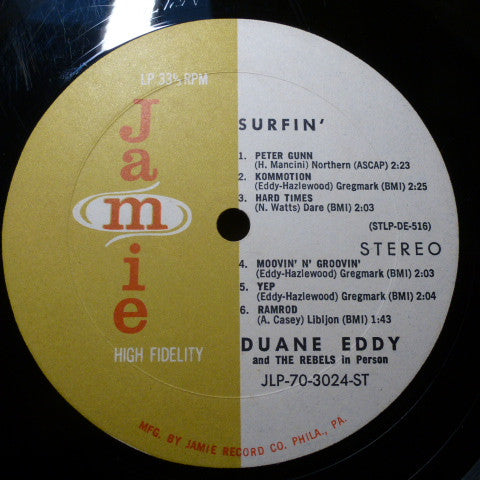 LP 33⅓ RPM
Jamie
HIGH FIDELITY
SURFIN'
1. PETER GUNN
(H. Mancini) Northern (ASCAP) 2:23
2. KOMMOTION
(Eddy-Hazlewood) Gregmark (BMI) 2:25
3. HARD TIMES
(N. Watts) Dare (BMI) 2:03
(STLP-DE-516)
STEREO
4. MOOVIN' N' GROOVIN'
(Eddy-Hazlewood) Gregmark (BMI) 2:03
5. YEP
(Eddy-Hazlewood) Gregmark (BMI) 2:04
6. RAMROD
(A. Casey) Libljon (BMI) 1:43
DUANE EDDY
and THE REBELS in Person
JLP-70-3024-ST
MFG. BY JAMIE RECORD CO. PHILA., PA.